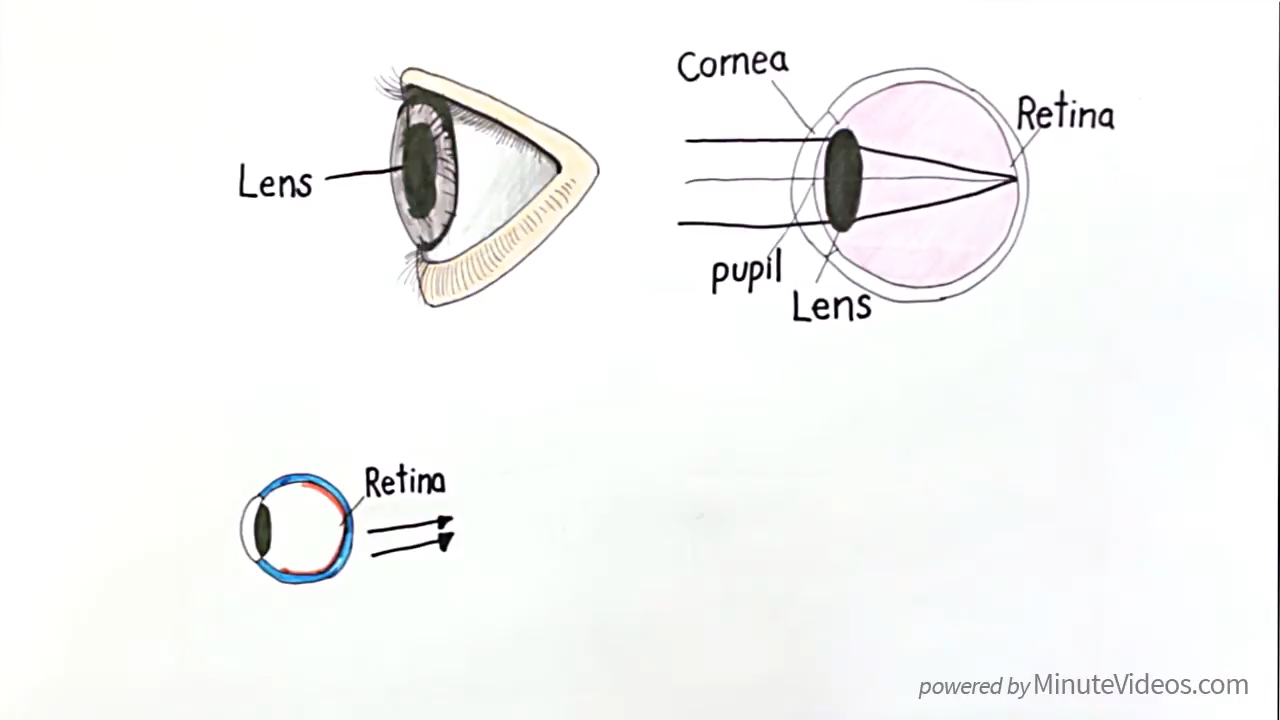 Cornea
Retina
Lens
pupil
Lens
Retina
powered by MinuteVideos.com